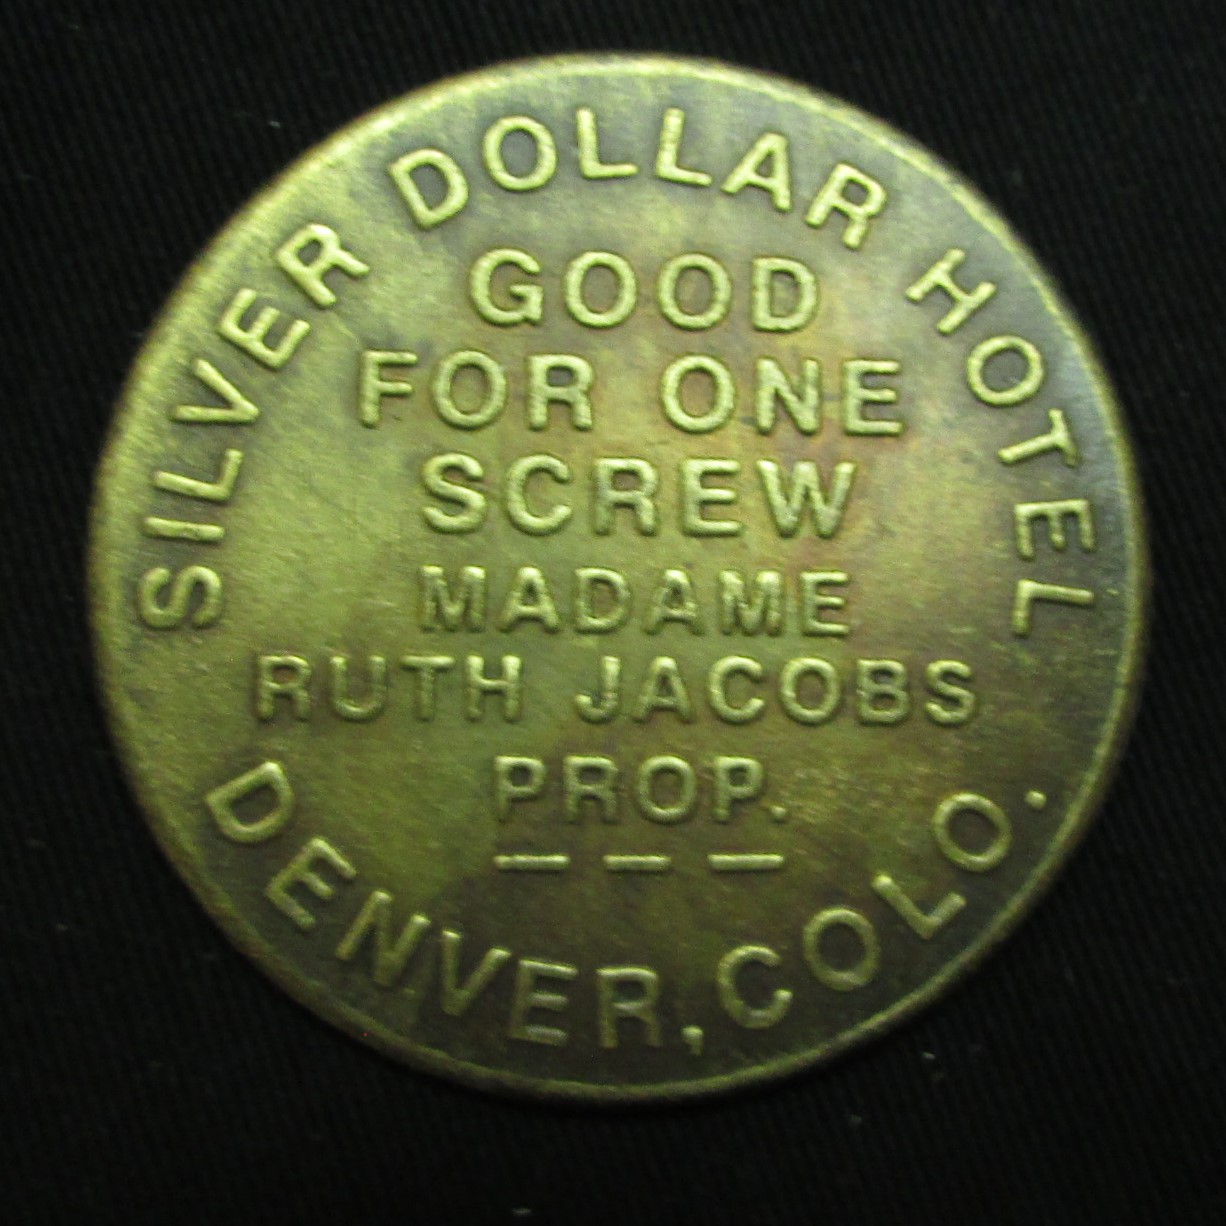 SILVER DOLLAR HOTEL
GOOD
FOR ONE
SCREW
MADAME
RUTH JACOBS
PROP.
— — —
DENVER, COLO.